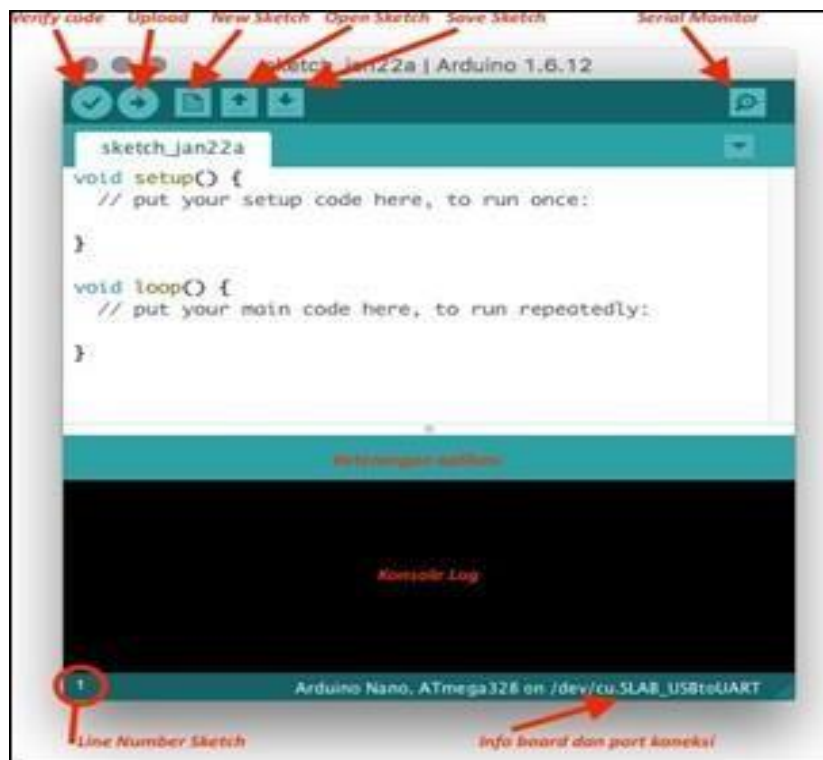 Verify code Upload New Sketch Open Sketch Save Sketch Serial Monitor
sketch_jan22a | Arduino 1.6.12
sketch_jan22a
void setup() {
// put your setup code here, to run once:
}
void loop() {
// put your main code here, to run repeatedly:
}
Keterangan aplikasi
Konsole Log
1
Arduino Nano, ATmega328 on /dev/cu.SLAB_USBtoUART
Line Number Sketch
Info board dan port koneksi